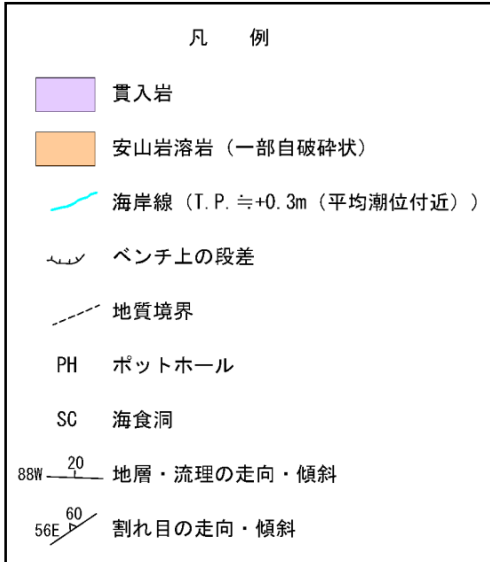 凡 例
貫入岩
安山岩溶岩（一部自破砕状）
海岸線（T.P.≒+0.3m（平均潮位付近））
ベンチ上の段差
地質境界
PH ポットホール
SC 海食洞
88W 20 地層・流理の走向・傾斜
56E 60 割れ目の走向・傾斜